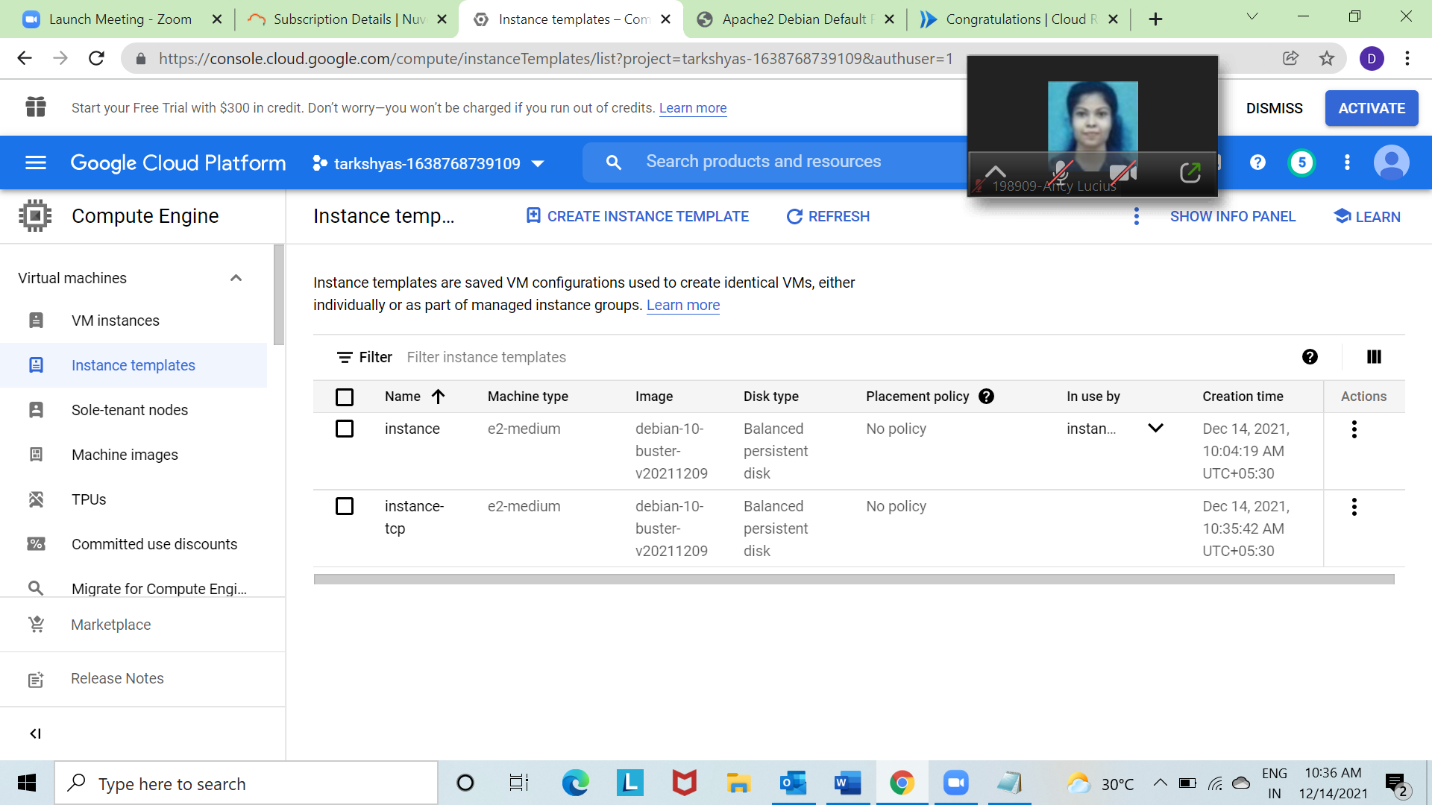 Launch Meeting - Zoom
Subscription Details | Nuv
Instance templates – Com
Apache2 Debian Default
Congratulations | Cloud R
https://console.cloud.google.com/compute/instanceTemplates/list?project=tarkshyas-1638768739109&authuser=1
D
Start your Free Trial with $300 in credit. Don't worry—you won't be charged if you run out of credits. Learn more
DISMISS
ACTIVATE
Google Cloud Platform
tarkshyas-1638768739109
Search products and resources
?
5
198909-Ancy Lucius
Compute Engine
Instance temp...
CREATE INSTANCE TEMPLATE
REFRESH
SHOW INFO PANEL
LEARN
Virtual machines
VM instances
Instance templates
Sole-tenant nodes
Machine images
TPUs
Committed use discounts
Migrate for Compute Engi...
Marketplace
Release Notes
Instance templates are saved VM configurations used to create identical VMs, either
individually or as part of managed instance groups. Learn more
Filter Filter instance templates
?
Name Machine type Image Disk type Placement policy ? In use by Creation time Actions
instance e2-medium debian-10- Balanced No policy instan... Dec 14, 2021,
buster- persistent 10:04:19 AM
v20211209 disk UTC+05:30
instance- e2-medium debian-10- Balanced No policy Dec 14, 2021,
tcp buster- persistent 10:35:42 AM
v20211209 disk UTC+05:30
Type here to search
L
W
30°C
ENG
IN
10:36 AM
12/14/2021
2